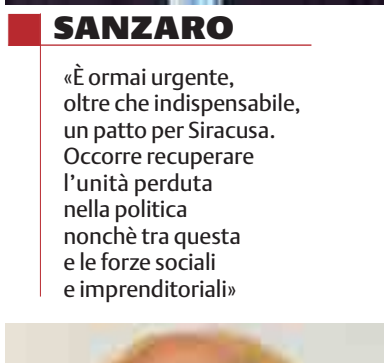 SANZARO
«È ormai urgente,
oltre che indispensabile,
un patto per Siracusa.
Occorre recuperare
l’unità perduta
nella politica
nonchè tra questa
e le forze sociali
e imprenditoriali»